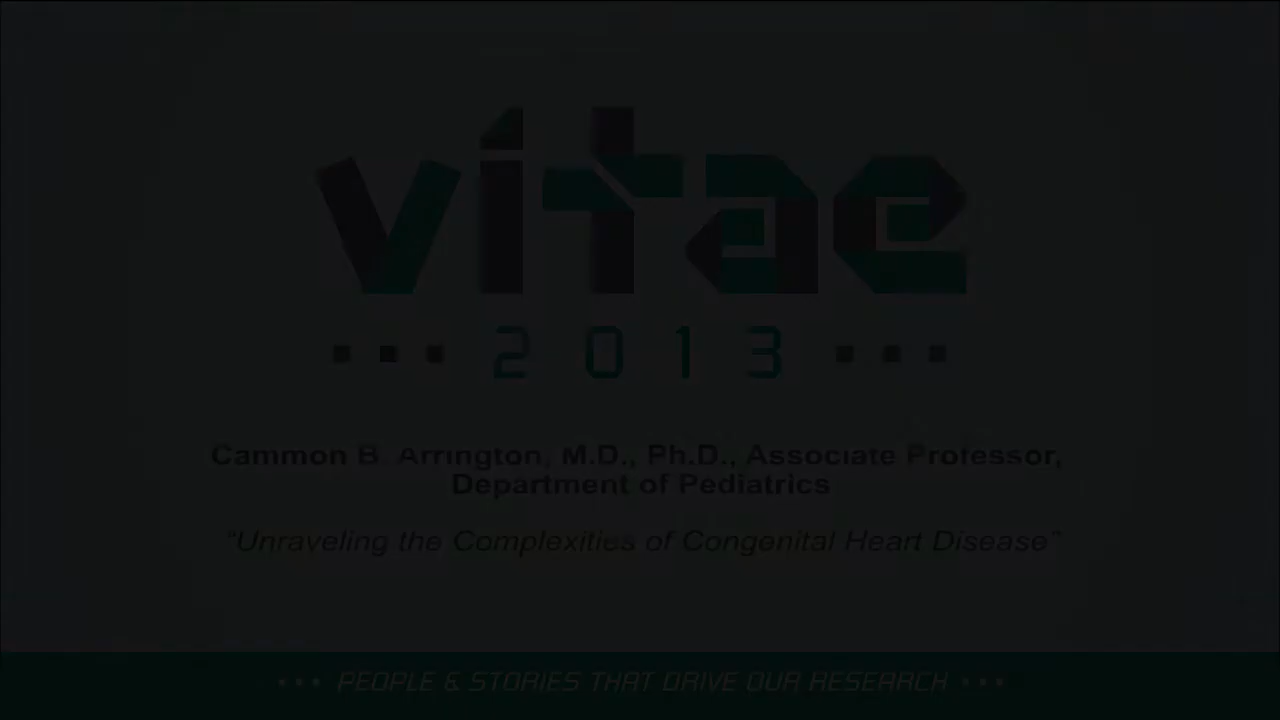 vitae
2013
Cammon B. Arrington, M.D., Ph.D., Associate Professor,
Department of Pediatrics
“Unraveling the Complexities of Congenital Heart Disease”
PEOPLE & STORIES THAT DRIVE OUR RESEARCH